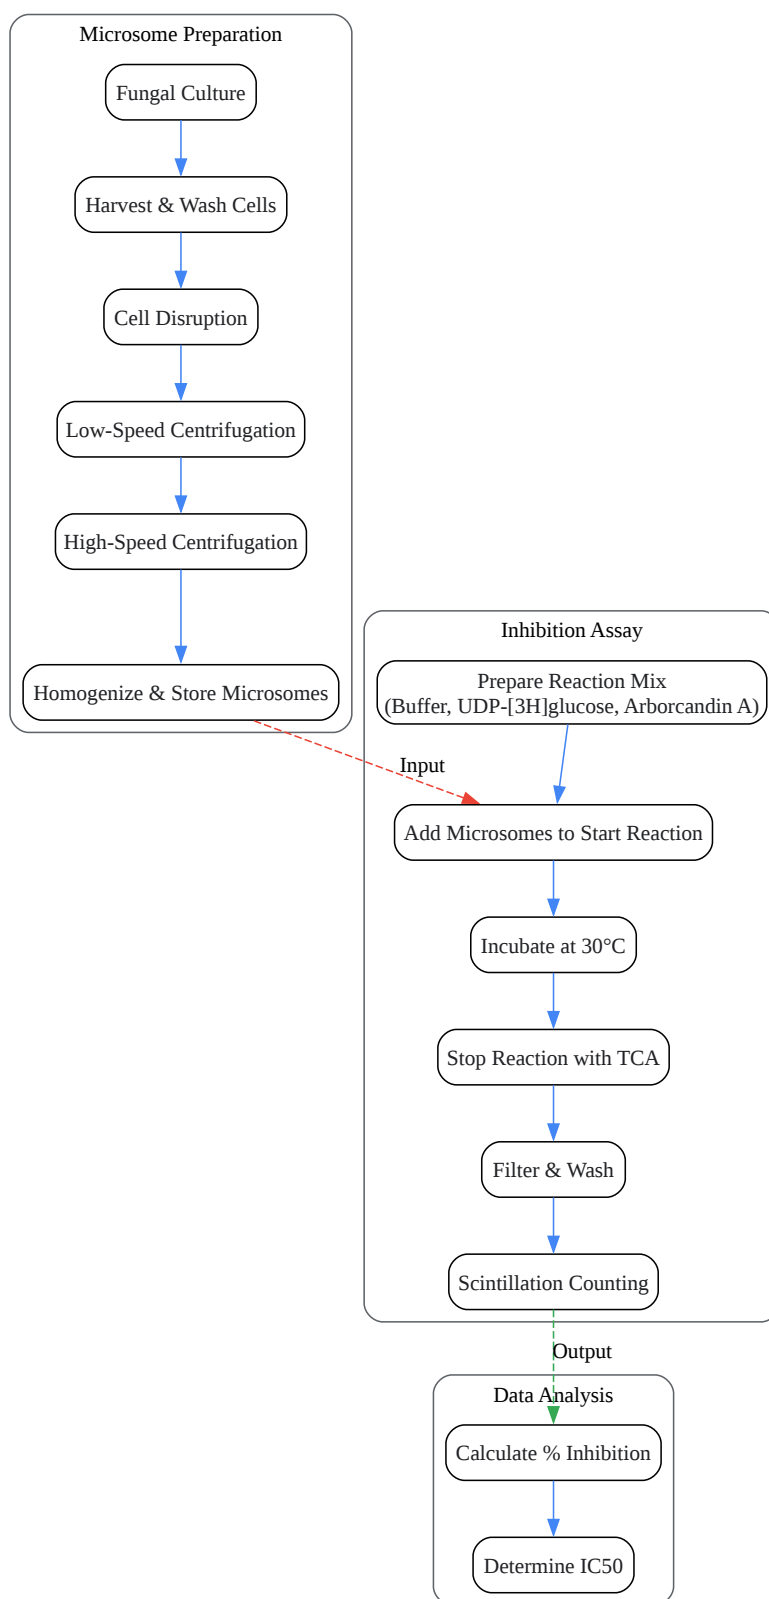 Microsome Preparation
Fungal Culture
Harvest & Wash Cells
Cell Disruption
Low-Speed Centrifugation
High-Speed Centrifugation
Homogenize & Store Microsomes
Inhibition Assay
Prepare Reaction Mix
(Buffer, UDP-[3H]glucose, Arborcandin A)
Input
Add Microsomes to Start Reaction
Incubate at 30°C
Stop Reaction with TCA
Filter & Wash
Scintillation Counting
Output
Data Analysis
Calculate % Inhibition
Determine IC50